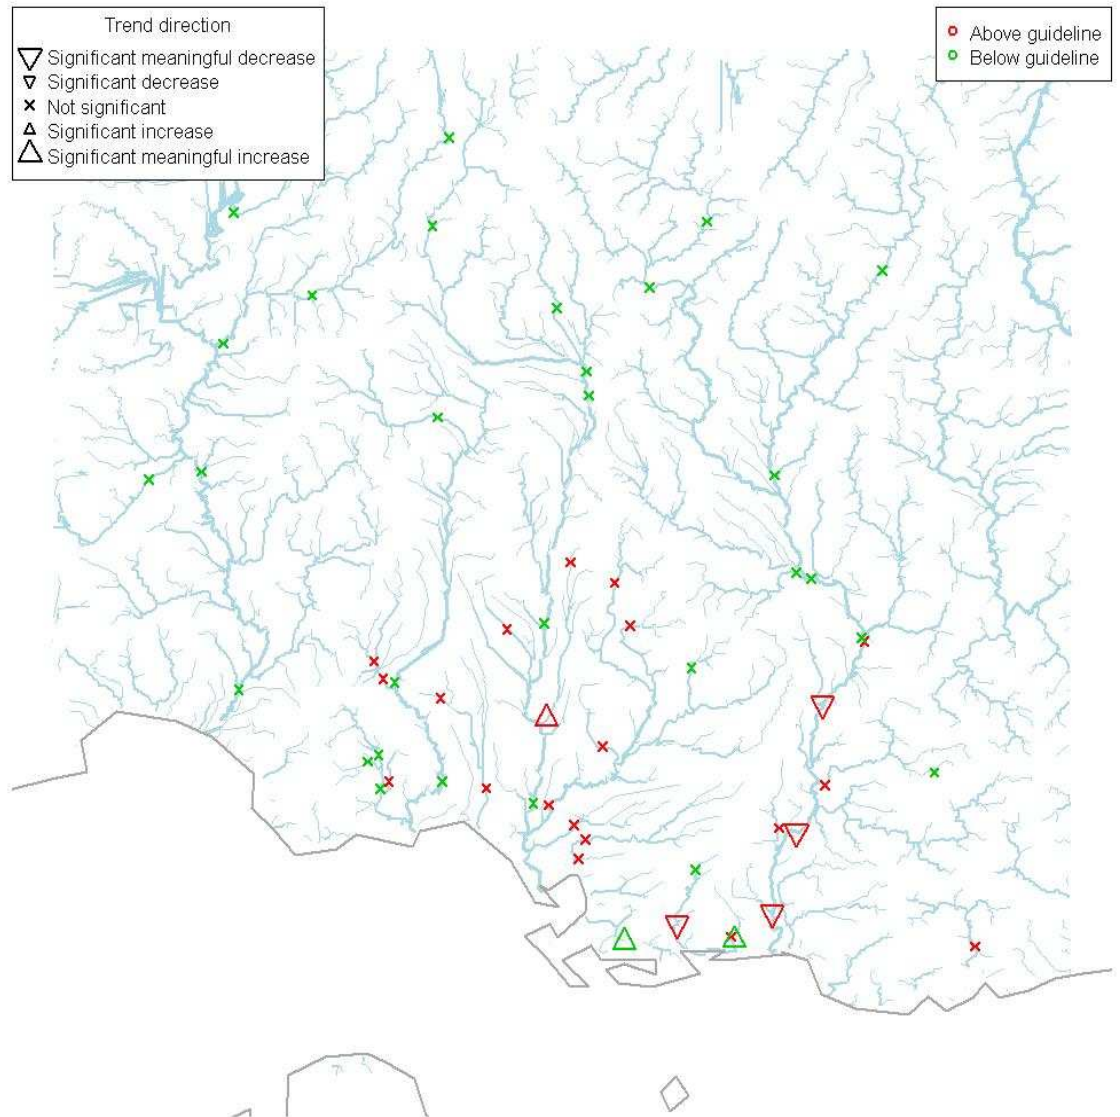 Trend direction
Significant meaningful decrease
Significant decrease
Not significant
Significant increase
Significant meaningful increase
Above guideline
Below guideline